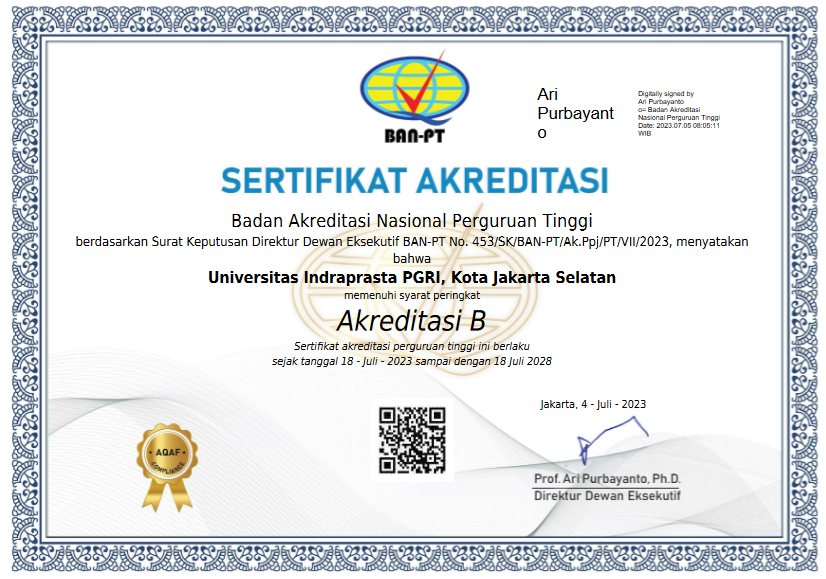 BAN-PT
Ari
Purbayant
o
Digitally signed by
Ari Purbayanto
o= Badan Akreditasi
Nasional Perguruan Tinggi
Date: 2023.07.05 08:05:11
WIB
SERTIFIKAT AKREDITASI
Badan Akreditasi Nasional Perguruan Tinggi
berdasarkan Surat Keputusan Direktur Dewan Eksekutif BAN-PT No. 453/SK/BAN-PT/Ak.Ppj/PT/VII/2023, menyatakan
bahwa
Universitas Indraprasta PGRI, Kota Jakarta Selatan
memenuhi syarat peringkat
Akreditasi B
Sertifikat akreditasi perguruan tinggi ini berlaku
sejak tanggal 18 - Juli - 2023 sampai dengan 18 Juli 2028
Jakarta, 4 - Juli - 2023
AQAF
COMPLIANCE
Prof. Ari Purbayanto, Ph.D.
Direktur Dewan Eksekutif